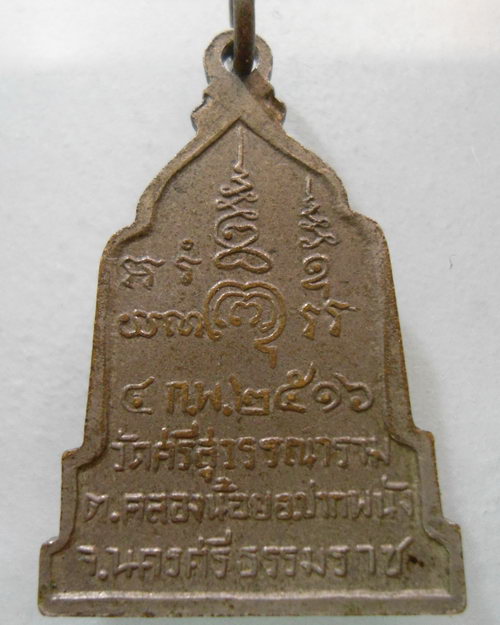 ๔ ก.พ. ๒๕๑๖
วัดศรีสุวรรณาราม
ต.คลองน้อย อ.ปากพนัง
จ.นครศรีธรรมราช